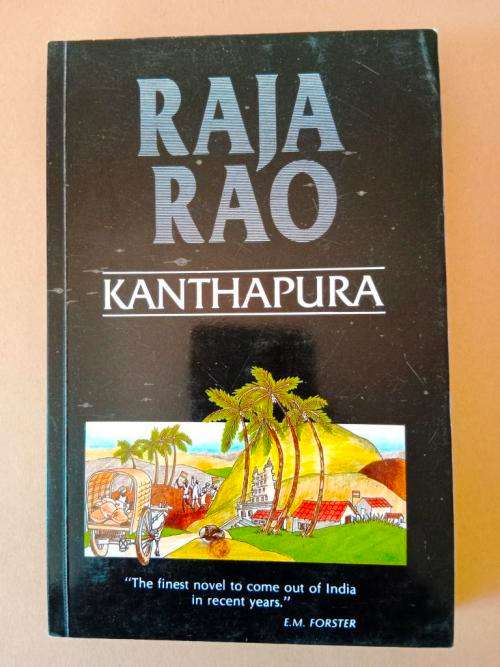 RAJA
RAO
KANTHAPURA
"The finest novel to come out of India
in recent years."
E.M. FORSTER